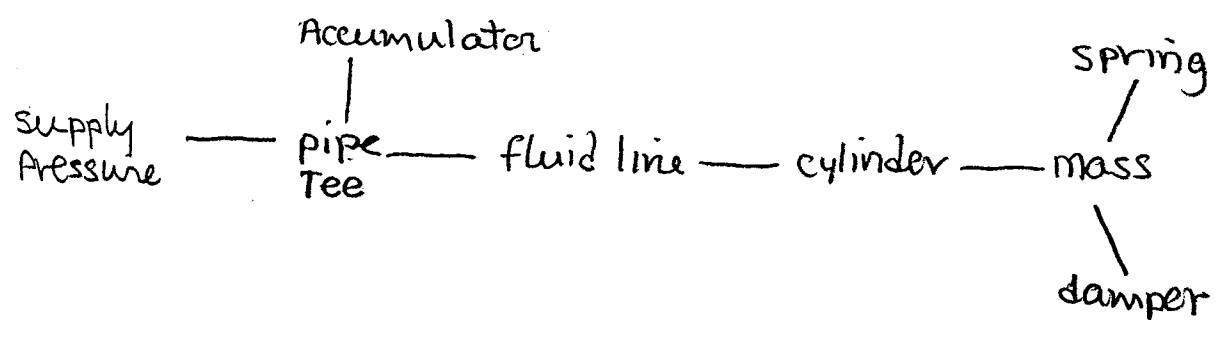 Accumulator
spring
supply
Pressure
pipe
Tee
fluid line
cylinder
mass
damper